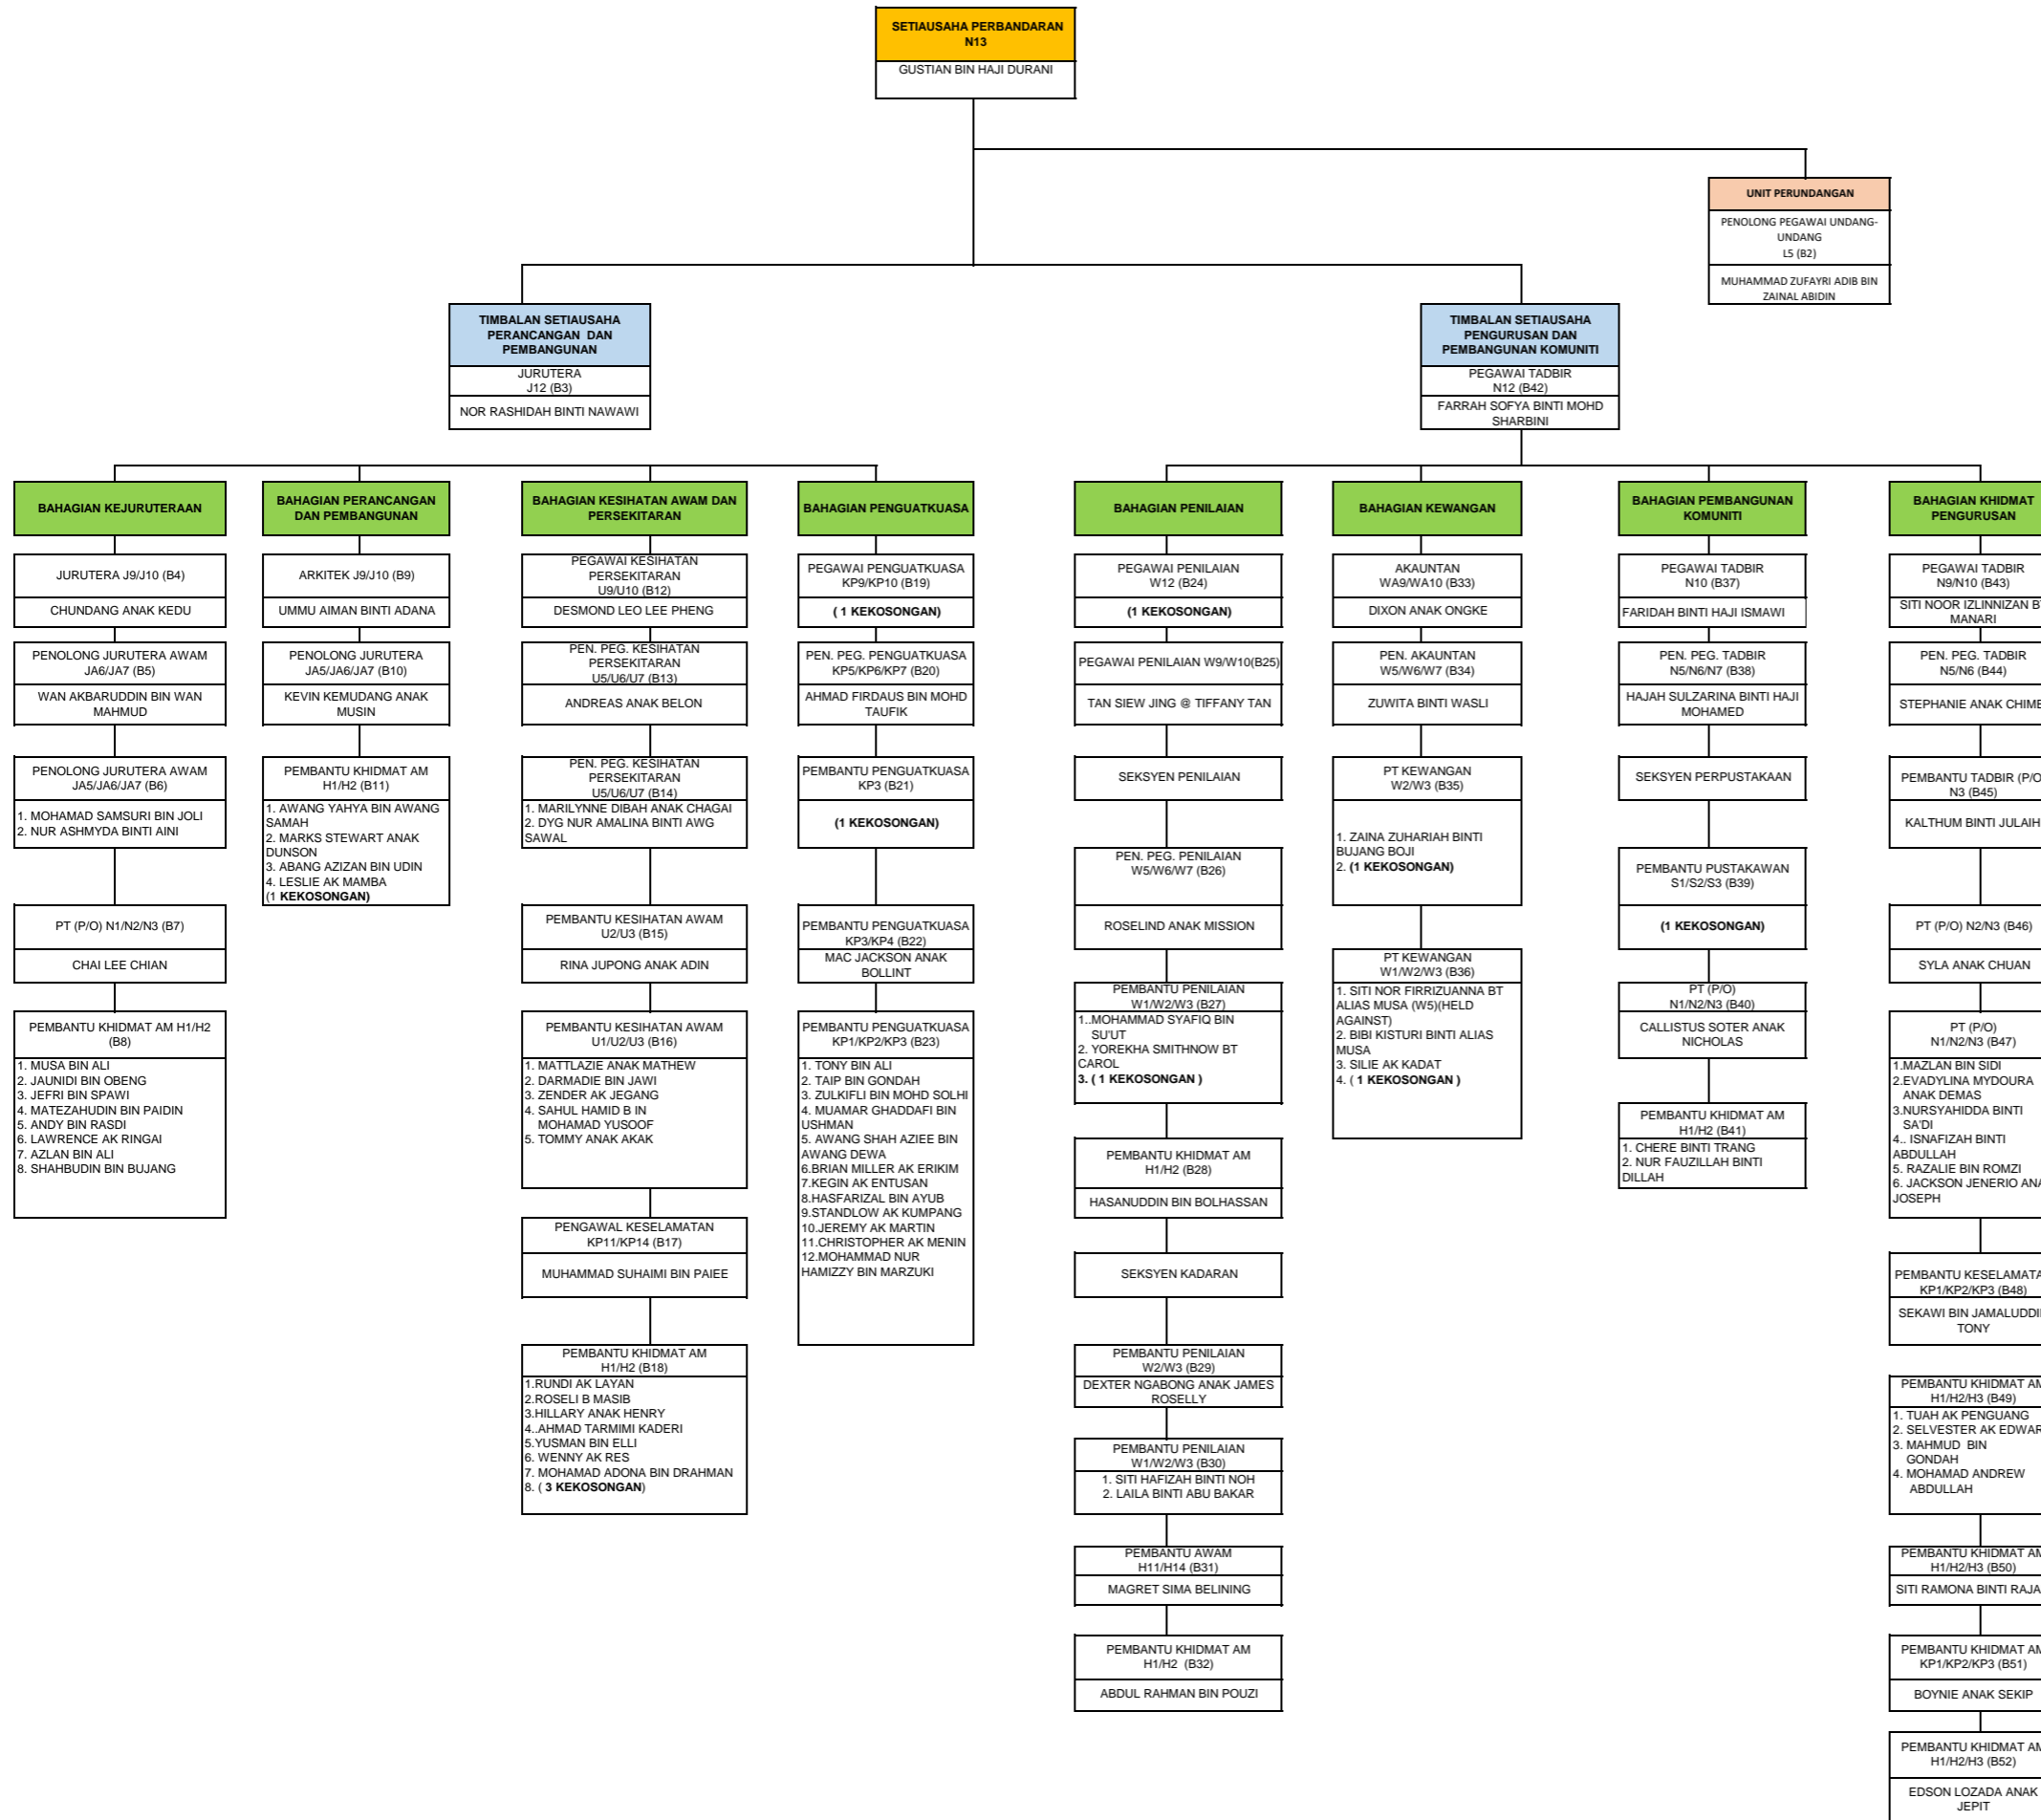 SETIAUSAHA PERBANDARAN
N13
GUSTIAN BIN HAJI DURANI
UNIT PERUNDANGAN
PENOLONG PEGAWAI UNDANG-
UNDANG
L5 (B2)
MUHAMMAD ZUFAYRI ADIB BIN
ZAINAL ABIDIN
TIMBALAN SETIAUSAHA
PERANCANGAN DAN
PEMBANGUNAN
JURUTERA
J12 (B3)
NOR RASHIDAH BINTI NAWAWI
TIMBALAN SETIAUSAHA
PENGURUSAN DAN
PEMBANGUNAN KOMUNITI
PEGAWAI TADBIR
N12 (B42)
FARRAH SOFYA BINTI MOHD
SHARBINI
BAHAGIAN KEJURUTERAAN
JURUTERA J9/J10 (B4)
CHUNDANG ANAK KEDU
PENOLONG JURUTERA AWAM
JA6/JA7 (B5)
WAN AKBARUDDIN BIN WAN
MAHMUD
PENOLONG JURUTERA AWAM
JA5/JA6/JA7 (B6)
1. MOHAMAD SAMSURI BIN JOLI
2. NUR ASHMYDA BINTI AINI
PT (P/O) N1/N2/N3 (B7)
CHAI LEE CHIAN
PEMBANTU KHIDMAT AM H1/H2
(B8)
1. MUSA BIN ALI
2. JAUNIDI BIN OBENG
3. JEFRI BIN SPAWI
4. MATEZAHUDIN BIN PAIDIN
5. ANDY BIN RASDI
6. LAWRENCE AK RINGAI
7. AZLAN BIN ALI
8. SHAHBUDIN BIN BUJANG
BAHAGIAN PERANCANGAN
DAN PEMBANGUNAN
ARKITEK J9/J10 (B9)
UMMU AIMAN BINTI ADANA
PENOLONG JURUTERA
JA5/JA6/JA7 (B10)
KEVIN KEMUDANG ANAK
MUSIN
PEMBANTU KHIDMAT AM
H1/H2 (B11)
1. AWANG YAHYA BIN AWANG
SAMAH
2. MARKS STEWART ANAK
DUNSON
3. ABANG AZIZAN BIN UDIN
4. LESLIE AK MAMBA
(1 KEKOSONGAN)
BAHAGIAN KESIHATAN AWAM DAN
PERSEKITARAN
PEGAWAI KESIHATAN
PERSEKITARAN
U9/U10 (B12)
DESMOND LEO LEE PHENG
PEN. PEG. KESIHATAN
PERSEKITARAN
U5/U6/U7 (B13)
ANDREAS ANAK BELON
PEN. PEG. KESIHATAN
PERSEKITARAN
U5/U6/U7 (B14)
1. MARILYNNE DIBAH ANAK CHAGAI
2. DYG NUR AMALINA BINTI AWG
SAWAL
PEMBANTU KESIHATAN AWAM
U2/U3 (B15)
RINA JUPONG ANAK ADIN
PEMBANTU KESIHATAN AWAM
U1/U2/U3 (B16)
1. MATTLAZIE ANAK MATHEW
2. DARMADIE BIN JAWI
3. ZENDER AK JEGANG
4. SAHUL HAMID B IN
MOHAMAD YUSOOF
5. TOMMY ANAK AKAK
PENGAWAL KESELAMATAN
KP11/KP14 (B17)
MUHAMMAD SUHAIMI BIN PAIEE
PEMBANTU KHIDMAT AM
H1/H2 (B18)
1.RUNDI AK LAYAN
2.ROSELI B MASIB
3.HILLARY ANAK HENRY
4..AHMAD TARMIMI KADERI
5.YUSMAN BIN ELLI
6. WENNY AK RES
7. MOHAMAD ADONA BIN DRAHMAN
8. ( 3 KEKOSONGAN)
BAHAGIAN PENGUATKUASA
PEGAWAI PENGUATKUASA
KP9/KP10 (B19)
( 1 KEKOSONGAN)
PEN. PEG. PENGUATKUASA
KP5/KP6/KP7 (B20)
AHMAD FIRDAUS BIN MOHD
TAUFIK
PEMBANTU PENGUATKUASA
KP3 (B21)
(1 KEKOSONGAN)
PEMBANTU PENGUATKUASA
KP3/KP4 (B22)
MAC JACKSON ANAK
BOLLINT
PEMBANTU PENGUATKUASA
KP1/KP2/KP3 (B23)
1. TONY BIN ALI
2. TAIP BIN GONDAH
3. ZULKIFLI BIN MOHD SOLHI
4. MUAMAR GHADDAFI BIN
USHMAN
5. AWANG SHAH AZIEE BIN
AWANG DEWA
6.BRIAN MILLER AK ERIKIM
7.KEGIN AK ENTUSAN
8.HASFARIZAL BIN AYUB
9.STANDLOW AK KUMPANG
10.JEREMY AK MARTIN
11.CHRISTOPHER AK MENIN
12.MOHAMMAD NUR
HAMIZZY BIN MARZUKI
BAHAGIAN PENILAIAN
PEGAWAI PENILAIAN
W12 (B24)
(1 KEKOSONGAN)
PEGAWAI PENILAIAN W9/W10(B25)
TAN SIEW JING @ TIFFANY TAN
SEKSYEN PENILAIAN
PEN. PEG. PENILAIAN
W5/W6/W7 (B26)
ROSELIND ANAK MISSION
PEMBANTU PENILAIAN
W1/W2/W3 (B27)
1..MOHAMMAD SYAFIQ BIN
SU'UT
2. YOREKHA SMITHNOW BT
CAROL
3. ( 1 KEKOSONGAN )
PEMBANTU KHIDMAT AM
H1/H2 (B28)
HASANUDDIN BIN BOLHASSAN
SEKSYEN KADARAN
PEMBANTU PENILAIAN
W2/W3 (B29)
DEXTER NGABONG ANAK JAMES
ROSELLY
PEMBANTU PENILAIAN
W1/W2/W3 (B30)
1. SITI HAFIZAH BINTI NOH
2. LAILA BINTI ABU BAKAR
PEMBANTU AWAM
H11/H14 (B31)
MAGRET SIMA BELINING
PEMBANTU KHIDMAT AM
H1/H2 (B32)
ABDUL RAHMAN BIN POUZI
BAHAGIAN KEWANGAN
AKAUNTAN
WA9/WA10 (B33)
DIXON ANAK ONGKE
PEN. AKAUNTAN
W5/W6/W7 (B34)
ZUWITA BINTI WASLI
PT KEWANGAN
W2/W3 (B35)
1. ZAINA ZUHARIAH BINTI
BUJANG BOJI
2. (1 KEKOSONGAN)
PT KEWANGAN
W1/W2/W3 (B36)
1. SITI NOR FIRRIZUANNA BT
ALIAS MUSA (W5)(HELD
AGAINST)
2. BIBI KISTURI BINTI ALIAS
MUSA
3. SILIE AK KADAT
4. ( 1 KEKOSONGAN )
BAHAGIAN PEMBANGUNAN
KOMUNITI
PEGAWAI TADBIR
N10 (B37)
FARIDAH BINTI HAJI ISMAWI
PEN. PEG. TADBIR
N5/N6/N7 (B38)
HAJAH SULZARINA BINTI HAJI
MOHAMED
SEKSYEN PERPUSTAKAAN
PEMBANTU PUSTAKAWAN
S1/S2/S3 (B39)
(1 KEKOSONGAN)
PT (P/O)
N1/N2/N3 (B40)
CALLISTUS SOTER ANAK
NICHOLAS
PEMBANTU KHIDMAT AM
H1/H2 (B41)
1. CHERE BINTI TRANG
2. NUR FAUZILLAH BINTI
DILLAH
BAHAGIAN KHIDMAT
PENGURUSAN
PEGAWAI TADBIR
N9/N10 (B43)
SITI NOOR IZLINNIZAN
MANARI
PEN. PEG. TADBIR
N5/N6 (B44)
STEPHANIE ANAK
PEMBANTU TADBIR (P/O
N3 (B45)
KALTHUM BINTI JULAIHI
PT (P/O) N2/N3 (B46)
SYLA ANAK CHUAN
PT (P/O)
N1/N2/N3 (B47)
1.MAZLAN BIN SIDI
2.EVADYLINA MYDOURA
ANAK DEMAS
3.NURSYAHIDDA BINTI
SA'DI
4.. ISNAFIZAH BINTI
ABDULLAH
5. RAZALIE BIN ROMZI
6. JACKSON JENERIO
JOSEPH
PEMBANTU
KP1/KP2/KP3 (B48)
SEKAWI BIN
TONY
PEMBANTU KHIDMAT
H1/H2/H3 (B49)
1. TUAH AK PENGUANG
2. SELVESTER AK
3. MAHMUD BIN
GONDAH
4. MOHAMAD ANDREW
ABDULLAH
PEMBANTU KHIDMAT
H1/H2/H3 (B50)
SITI RAMONA BINTI
PEMBANTU KHIDMAT
KP1/KP2/KP3 (B51)
BOYNIE ANAK SEKIP
PEMBANTU KHIDMAT
H1/H2/H3 (B52)
EDSON LOZADA ANAK
JEPIT